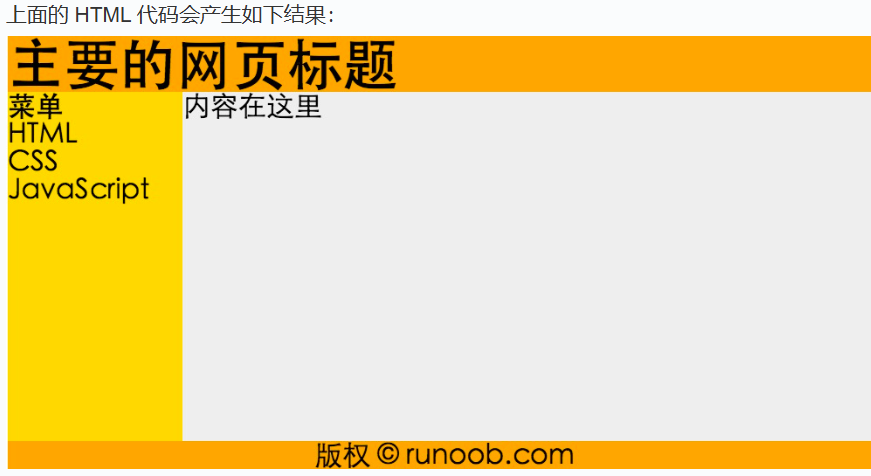 上面的 HTML 代码会产生如下结果：
主要的网页标题
菜单
内容在这里
HTML
CSS
JavaScript
版权 © runoob.com